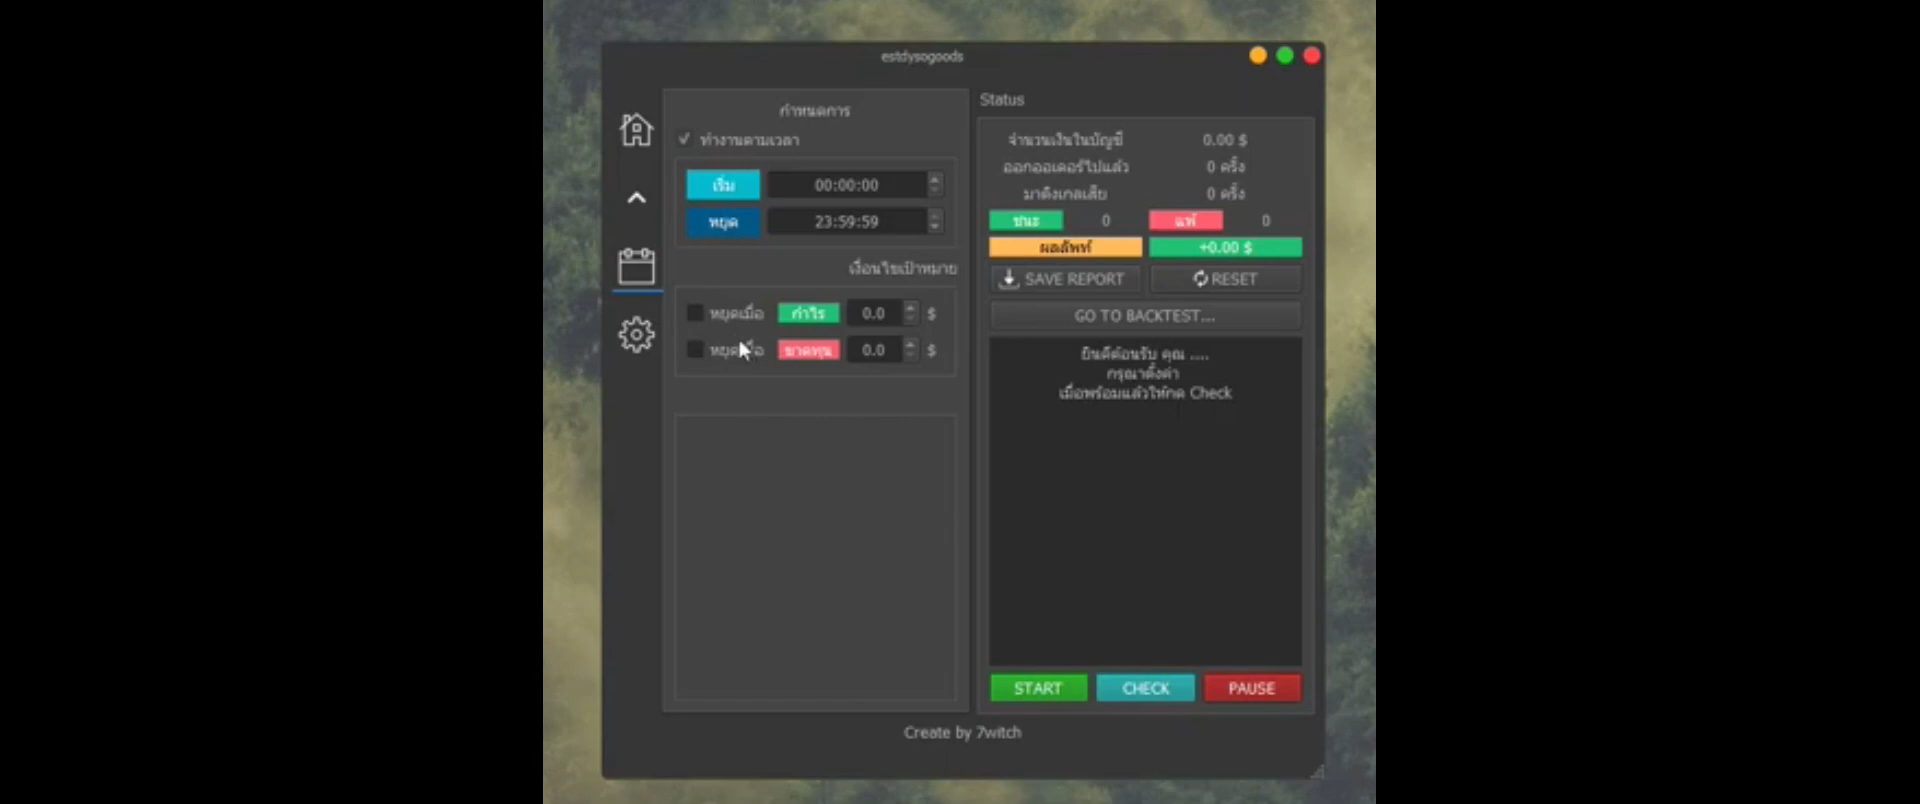 estdysogoods
กำหนดการ
ทำงานตามเวลา
เริ่ม 00:00:00
หยุด 23:59:59
เงื่อนไขเป้าหมาย
หยุดเมื่อ กำไร 0.0 $
หยุดเมื่อ ขาดทุน 0.0 $
Status
จำนวนเงินในบัญชี 0.00 $
ออกออเดอร์ไปแล้ว 0 ครั้ง
มาติงเกลเสีย 0 ครั้ง
ชนะ 0 แพ้ 0
ผลลัพท์ +0.00 $
SAVE REPORT RESET
GO TO BACKTEST....
ยินดีต้อนรับ คุณ ....
กรุณาตั้งค่า
เมื่อพร้อมแล้วให้กด Check
START CHECK PAUSE
Create by 7witch